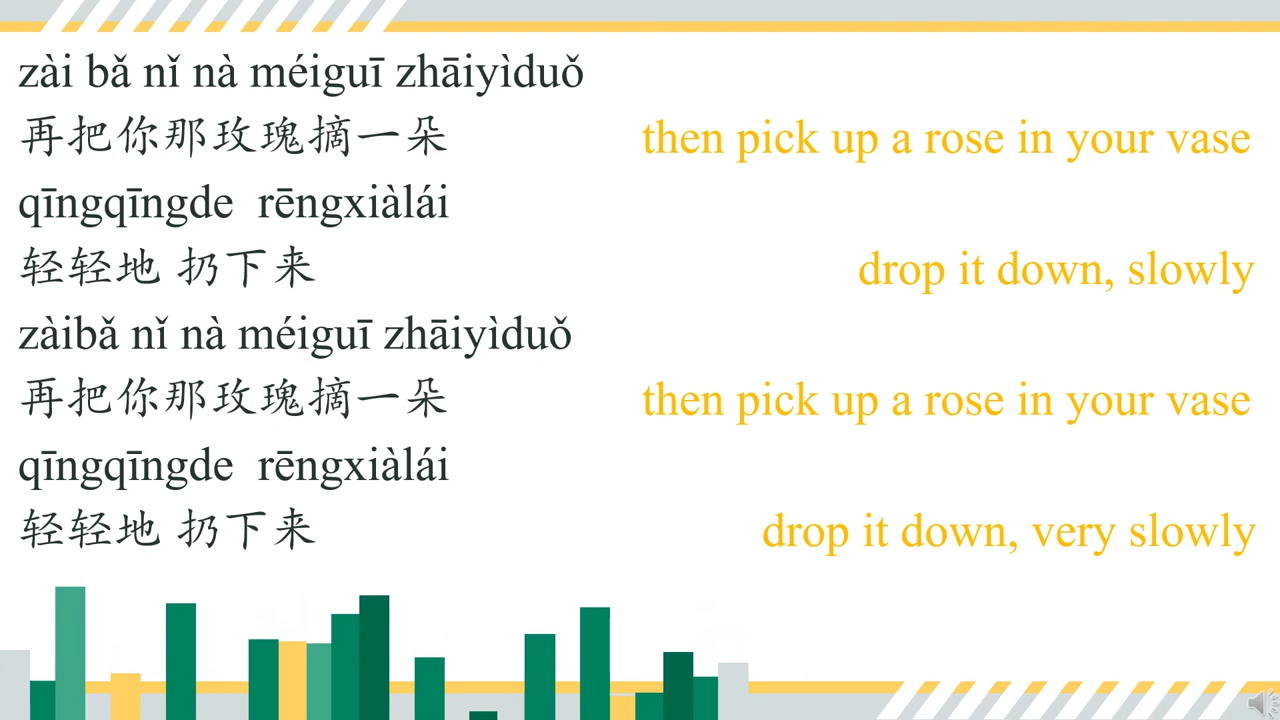 zài bǎ nǐ nà méiguī zhāiyìduǒ
再把你那玫瑰摘一朵 then pick up a rose in your vase
qīngqīngde rēngxiàlái
轻轻地 扔下来 drop it down, slowly
zàibǎ nǐ nà méiguī zhāiyìduǒ
再把你那玫瑰摘一朵 then pick up a rose in your vase
qīngqīngde rēngxiàlái
轻轻地 扔下来 drop it down, very slowly